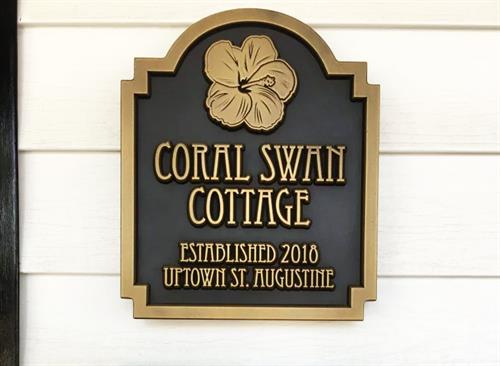 CORAL SWAN
COTTAGE
ESTABLISHED 2018
UPTOWN ST. AUGUSTINE